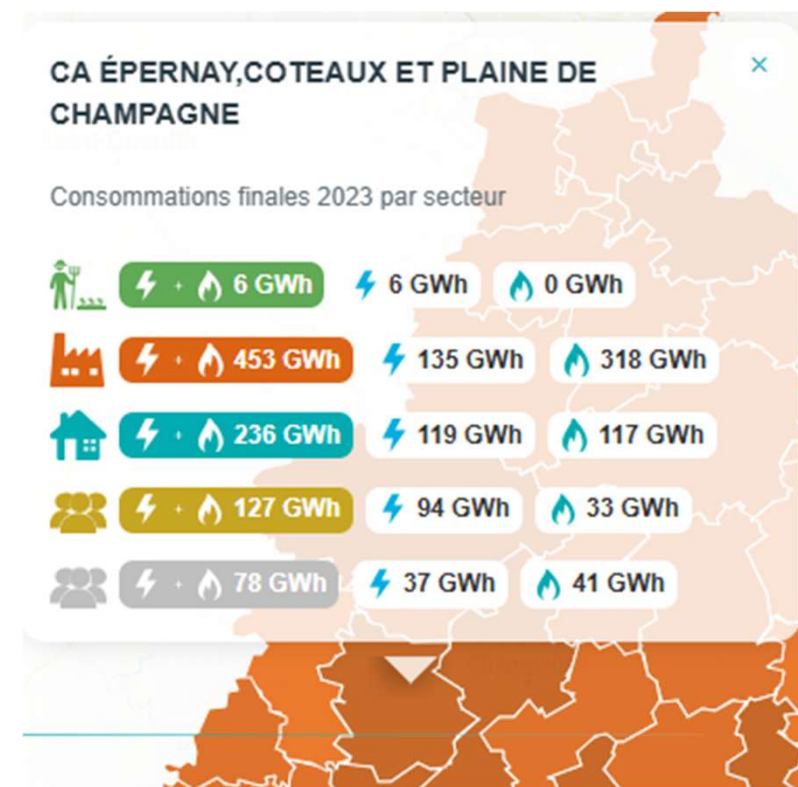 CA ÉPERNAY,COTEAUX ET PLAINE DE
CHAMPAGNE
×
Consommations finales 2023 par secteur
+ 6 GWh 6 GWh 0 GWh
+ 453 GWh 135 GWh 318 GWh
+ 236 GWh 119 GWh 117 GWh
+ 127 GWh 94 GWh 33 GWh
+ 78 GWh 37 GWh 41 GWh